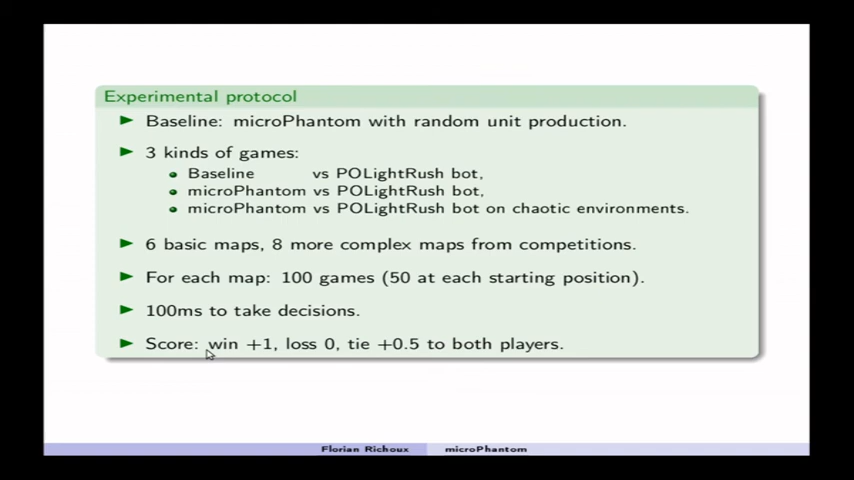 Experimental protocol
Baseline: microPhantom with random unit production.
3 kinds of games:
Baseline vs POLightRush bot,
microPhantom vs POLightRush bot,
microPhantom vs POLightRush bot on chaotic environments.
6 basic maps, 8 more complex maps from competitions.
For each map: 100 games (50 at each starting position).
100ms to take decisions.
Score: win +1, loss 0, tie +0.5 to both players.
Florian Richoux microPhantom